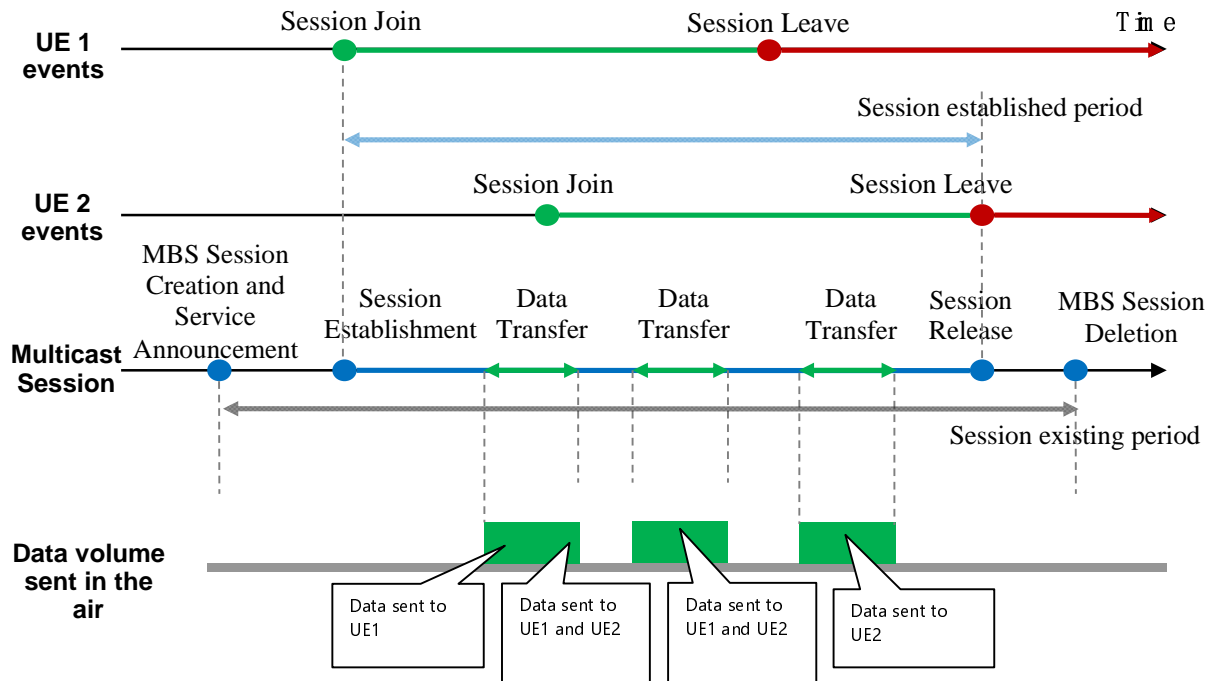 Session Join
Session Leave
Time
UE 1
events
Session established period
Session Join
Session Leave
UE 2
events
MBS Session
Creation and
Service
Announcement
Session
Establishment
Data
Transfer
Data
Transfer
Data
Transfer
Session
Release
MBS Session
Deletion
Multicast
Session
Session existing period
Data volume
sent in the
air
Data sent to
UE1
Data sent to
UE1 and UE2
Data sent to
UE1 and UE2
Data sent to
UE2